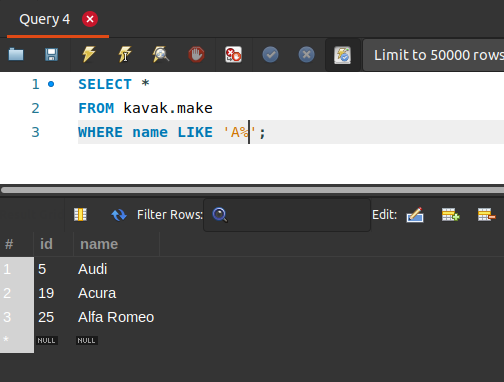 Query 4
Limit to 50000 rows
1 SELECT *
2 FROM kavak.make
3 WHERE name LIKE 'A%';
Filter Rows: Edit:
# id name
1 5 Audi
2 19 Acura
3 25 Alfa Romeo
* NULL NULL